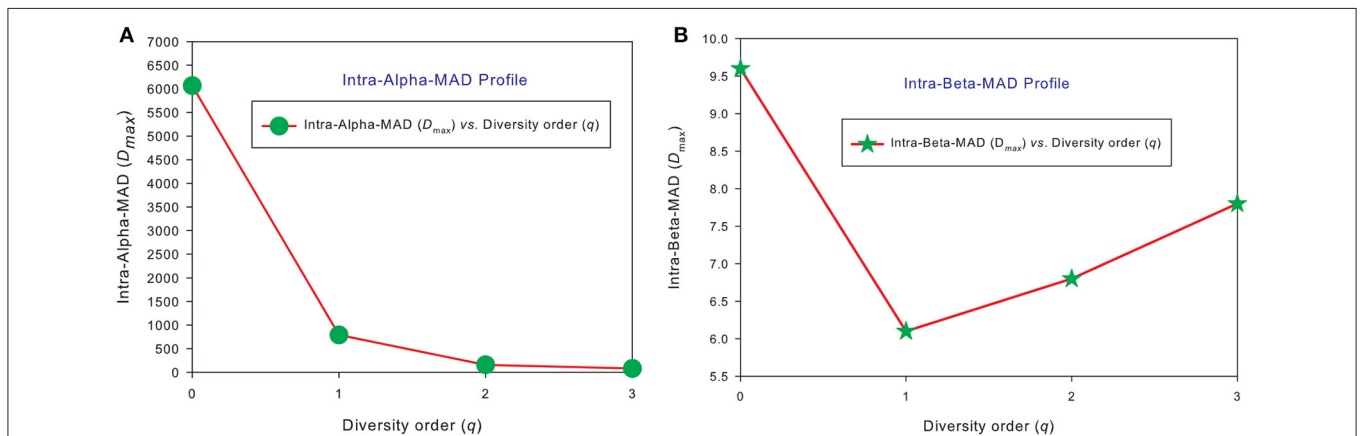 A
Intra-Alpha-MAD Profile
Intra-Alpha-MAD (Dmax) vs. Diversity order (q)
Intra-Alpha-MAD (Dmax)
7000
6500
6000
5500
5000
4500
4000
3500
3000
2500
2000
1500
1000
500
0
0 1 2 3
Diversity order (q)
B
Intra-Beta-MAD Profile
Intra-Beta-MAD (Dmax) vs. Diversity order (q)
Intra-Beta-MAD (Dmax)
10.0
9.5
9.0
8.5
8.0
7.5
7.0
6.5
6.0
5.5
0 1 2 3
Diversity order (q)